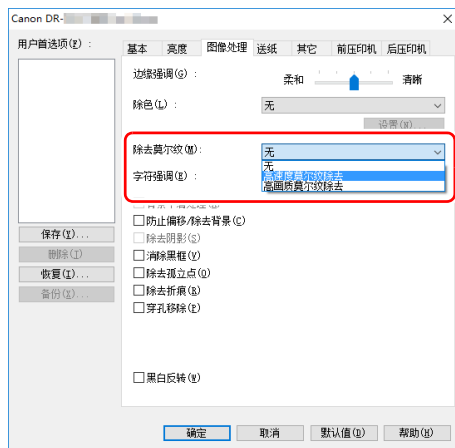 Canon DR-
用户首选项(P) :
基本 亮度 图像处理 送纸 其它 前压印机 后压印机
边缘强调(G) :
柔和 清晰
除色(L) :
无
设置(N)...
除去莫尔纹(M):
无
无
高速度莫尔纹除去
高画质莫尔纹除去
字符强调(E) :
防止偏移/除去背景(C)
除去阴影(S)
消除黑框(V)
除去孤立点(O)
除去折痕(R)
穿孔移除(P)
黑白反转(W)
保存(Y)...
删除(T)
恢复(X)...
备份(X)...
确定 取消 默认值(D) 帮助(H)